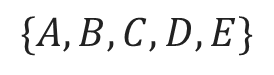 {A, B, C, D, E}